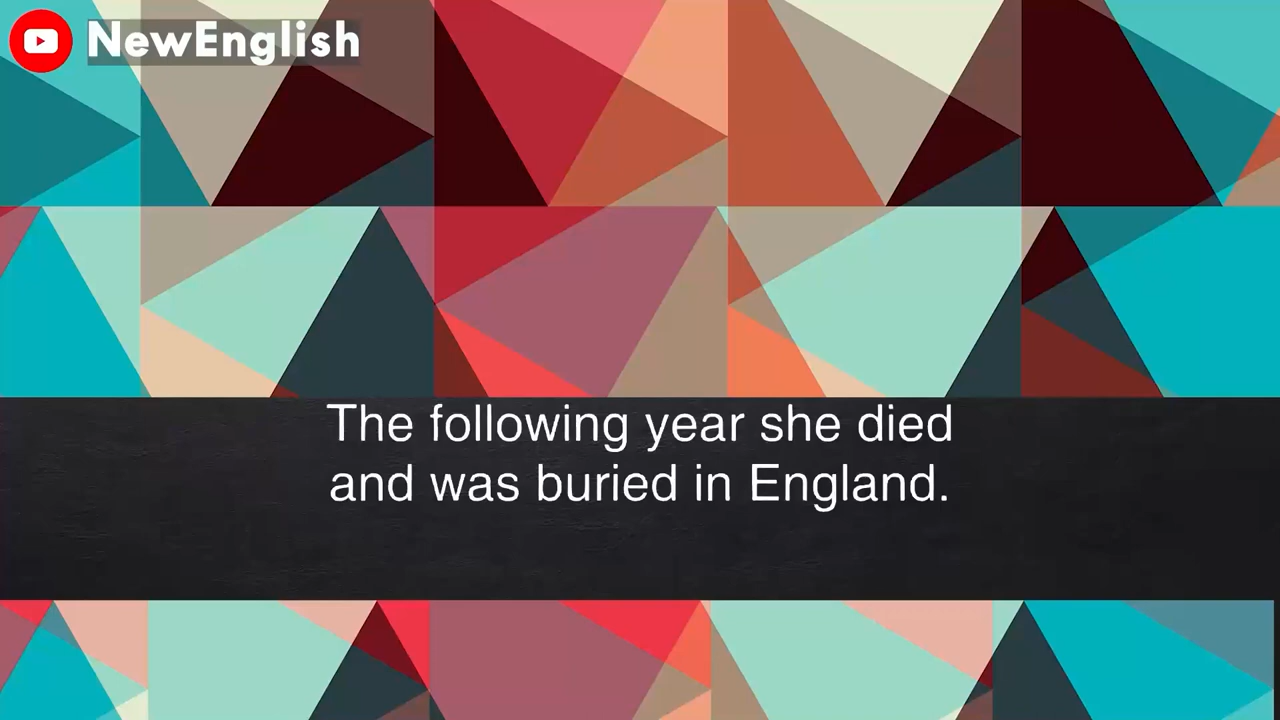 NewEnglish
The following year she died
and was buried in England.